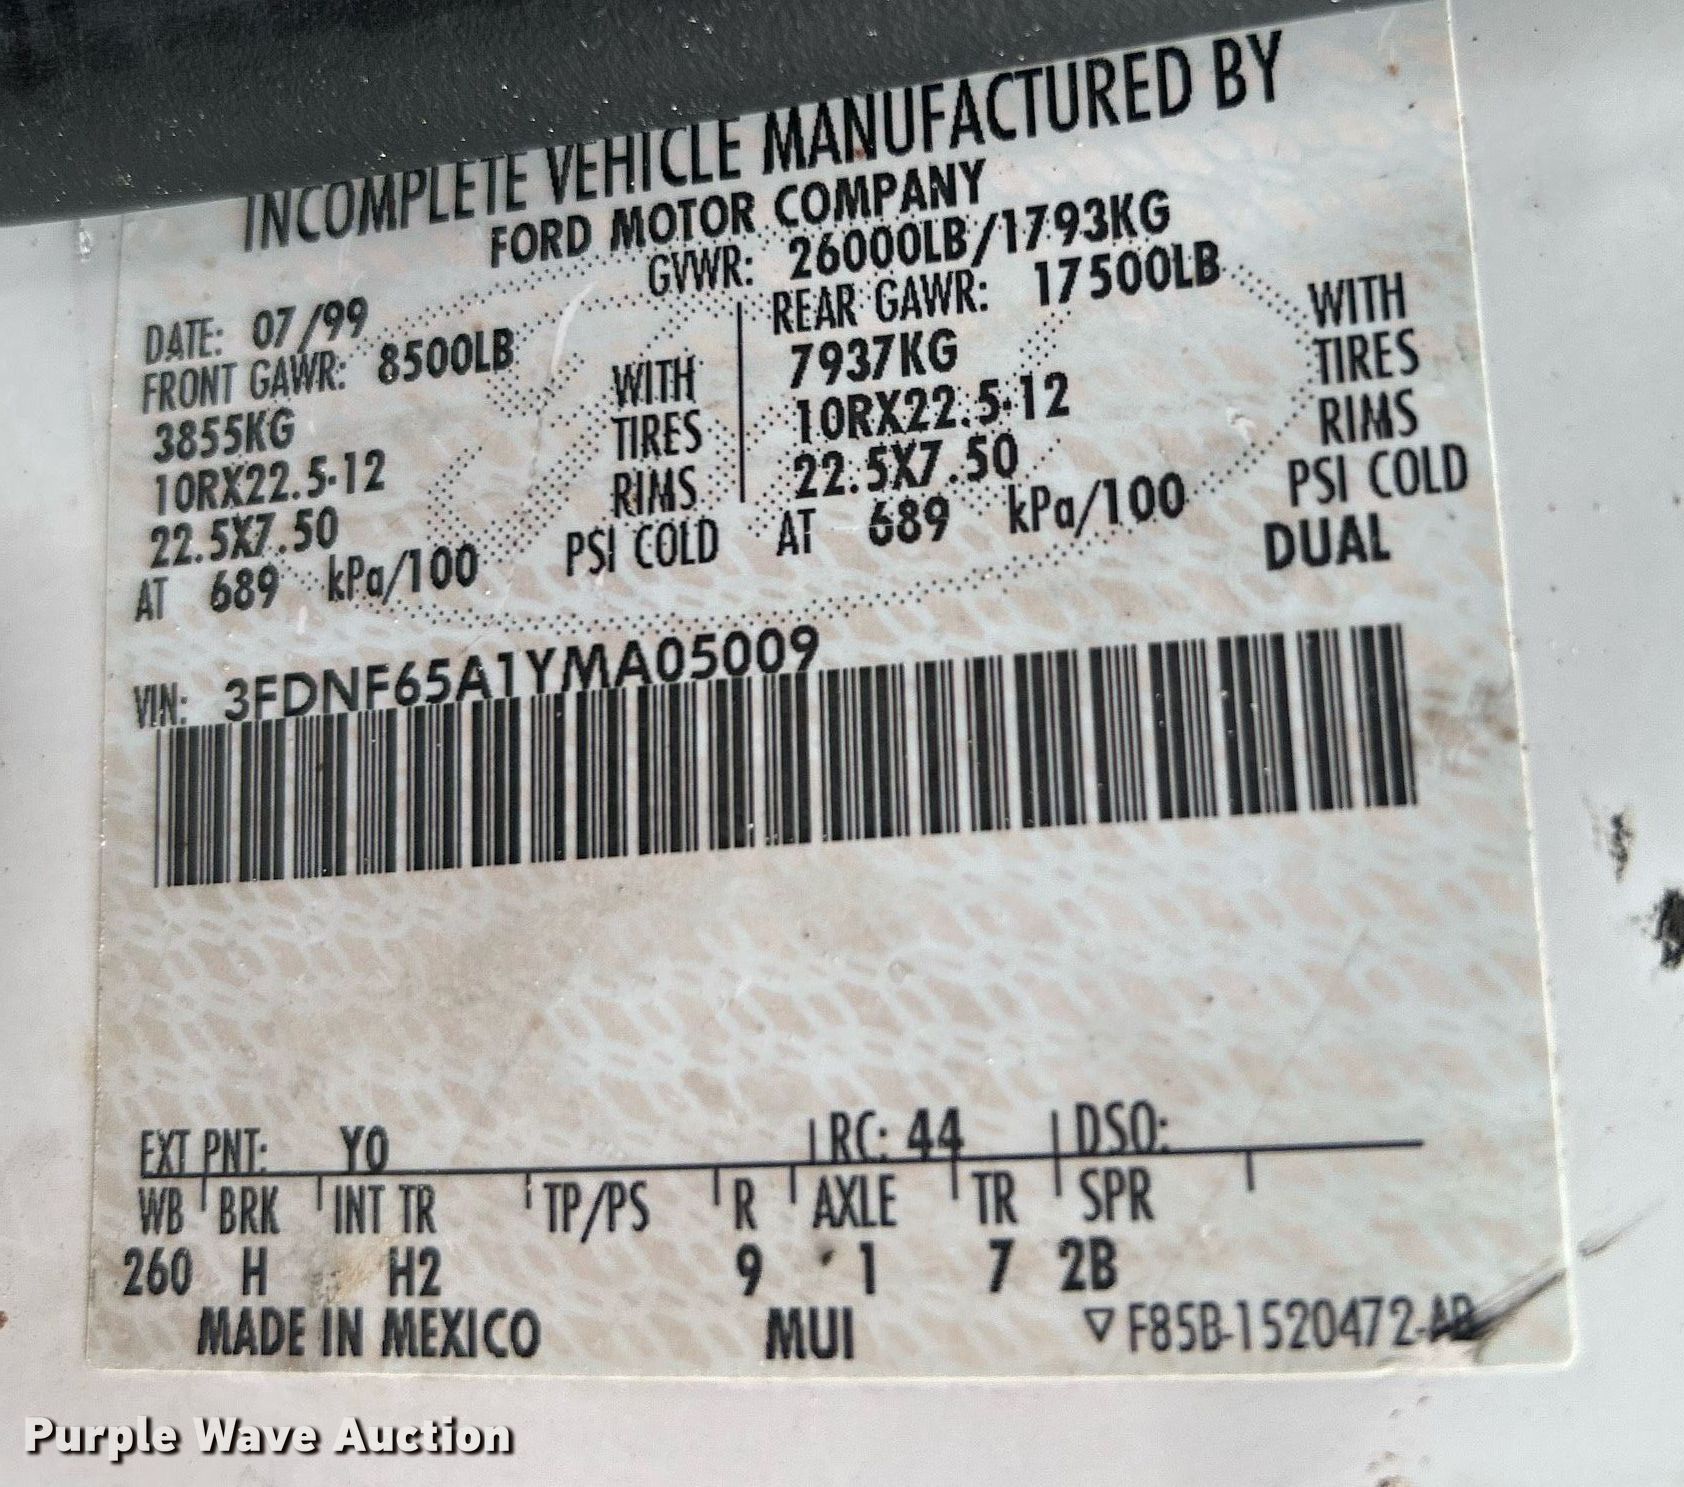 INCOMPLETE VEHICLE MANUFACTURED BY
FORD MOTOR COMPANY
GVWR: 26000LB/1793KG
DATE: 07/99
FRONT GAWR: 8500LB
3855KG WITH
10RX22.5-12 TIRES
22.5X7.50 RIMS
AT 689 kPa/100 PSI COLD
REAR GAWR: 17500LB
7937KG WITH
10RX22.5-12 TIRES
22.5X7.50 RIMS
AT 689 kPa/100 PSI COLD
DUAL
VIN: 3FDNF65A1YMA05009
EXT PNT: YO RC: 44 DSO:
WB BRK INT TR TP/PS R AXLE TR SPR
260 H H2 9 1 7 2B
MADE IN MEXICO MUI ▽ F85B-1520472-AB
Purple Wave Auction